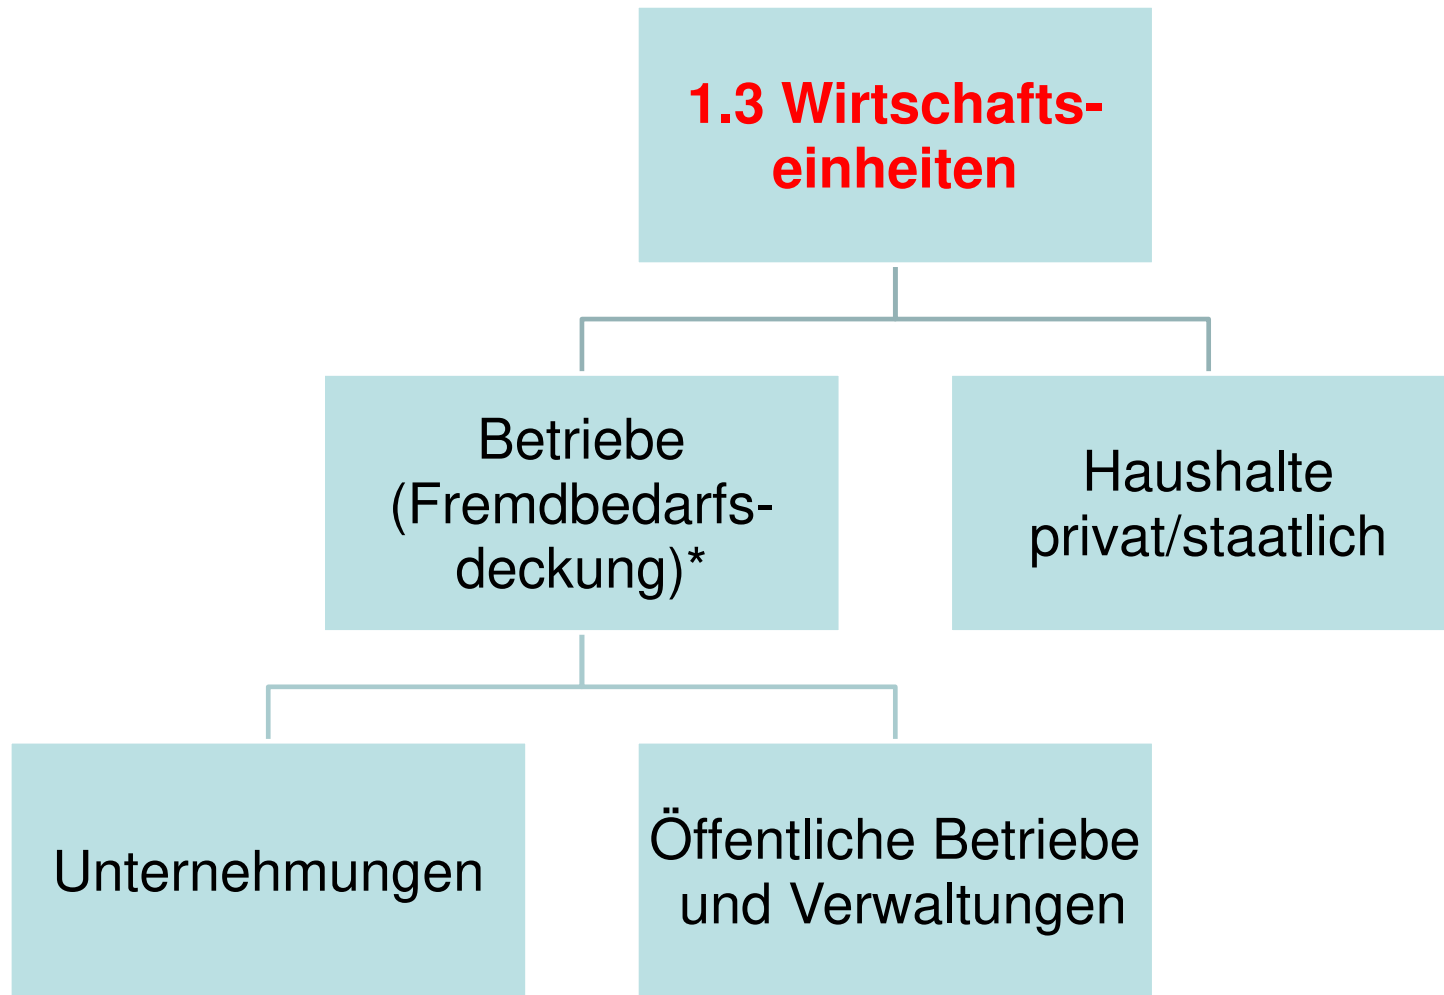 1.3 Wirtschafts-
einheiten
Betriebe
(Fremdbedarfs-
deckung)*
Haushalte
privat/staatlich
Unternehmungen
Öffentliche Betriebe
und Verwaltungen